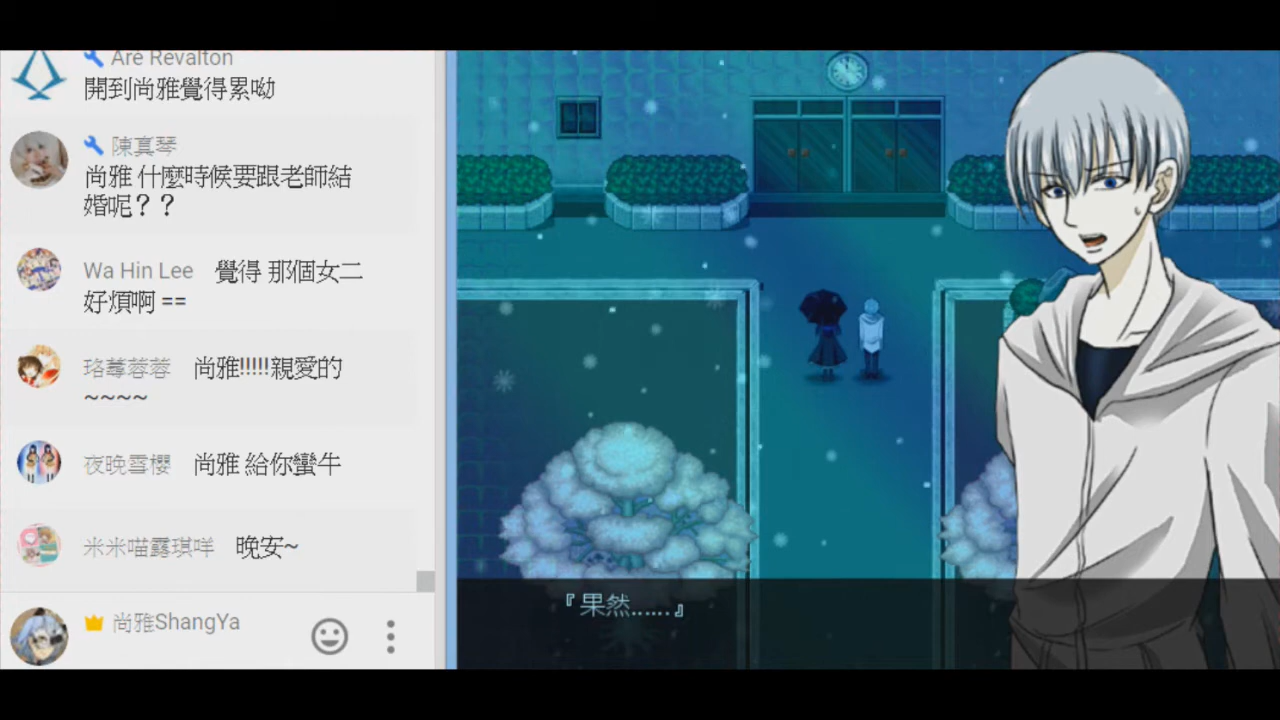 Are Revalton
開到尚雅覺得累呦
陳真琴
尚雅 什麼時候要跟老師結
婚呢？？
Wa Hin Lee 覺得 那個女二
好煩啊 ==
珞蕚蓉蓉 尚雅!!!!!親愛的
~~~~
夜晚雪櫻 尚雅 給你蠻牛
米米喵露琪咩 晚安~
尚雅ShangYa
『果然......』